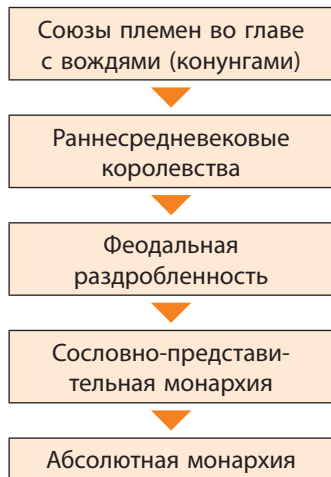 Союзы племен во главе
с вождями (конунгами)
Раннесредневековые
королевства
Феодальная
раздробленность
Сословно-представи-
тельная монархия
Абсолютная монархия